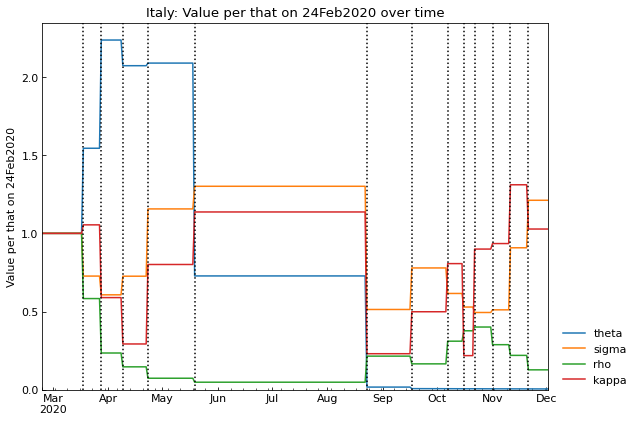 Italy: Value per that on 24Feb2020 over time
Value per that on 24Feb2020
2.0
1.5
1.0
0.5
0.0
Mar Apr May Jun Jul Aug Sep Oct Nov Dec
2020
theta
sigma
rho
kappa